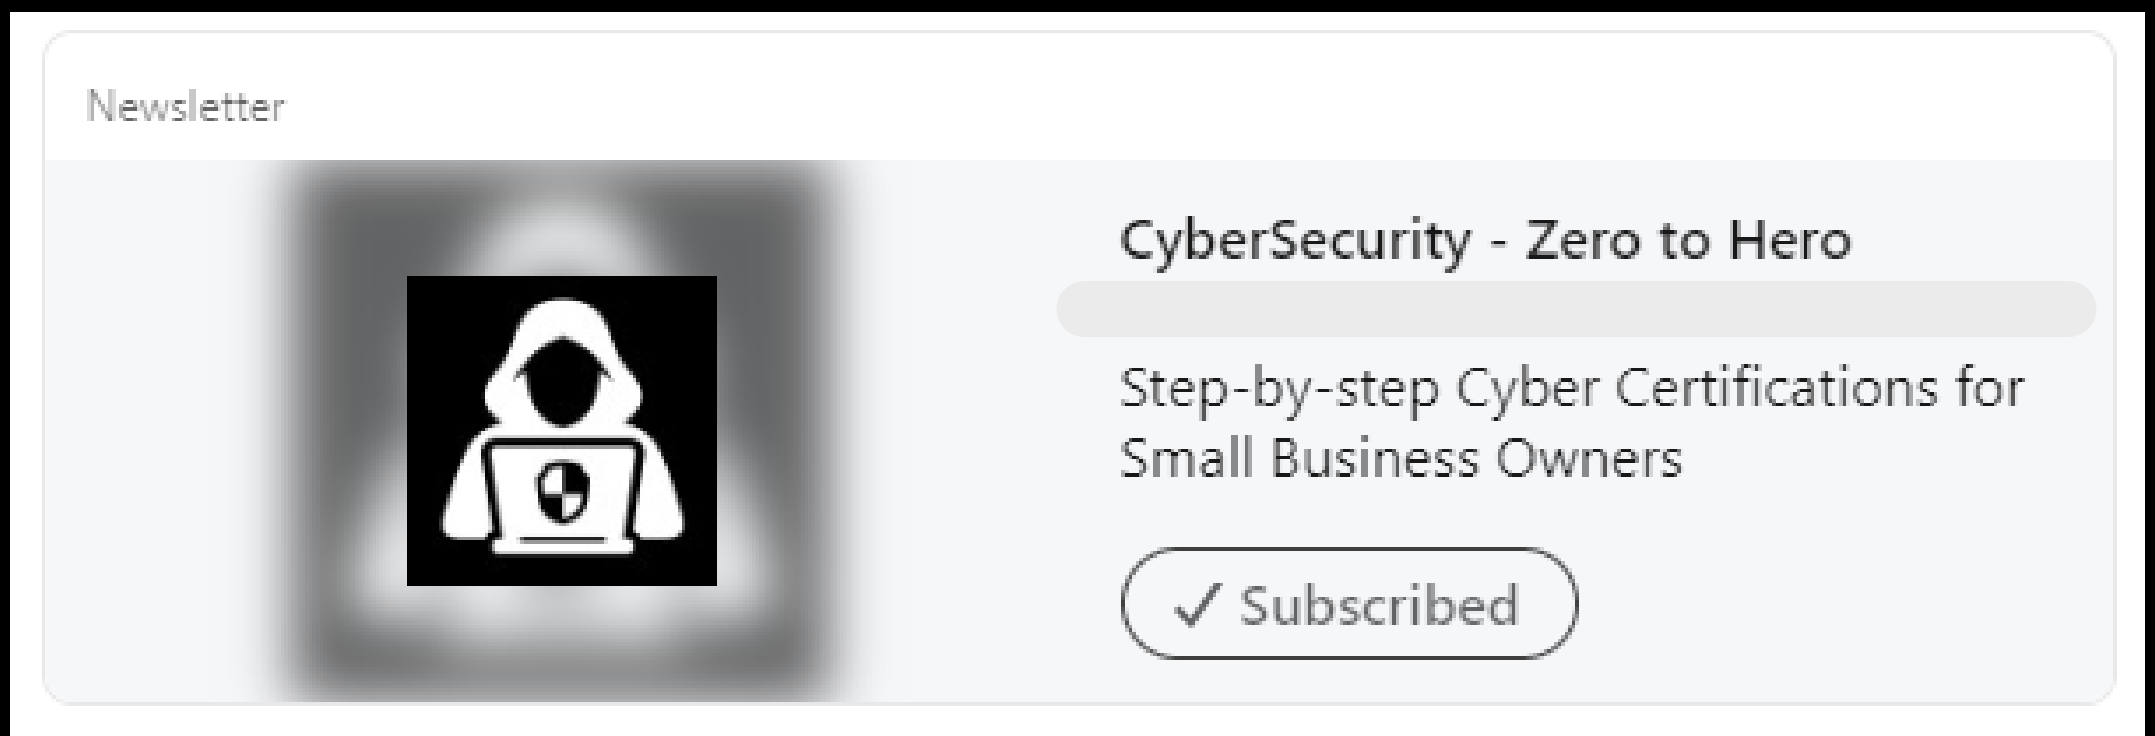 Newsletter
CyberSecurity - Zero to Hero
Step-by-step Cyber Certifications for
Small Business Owners
✓ Subscribed